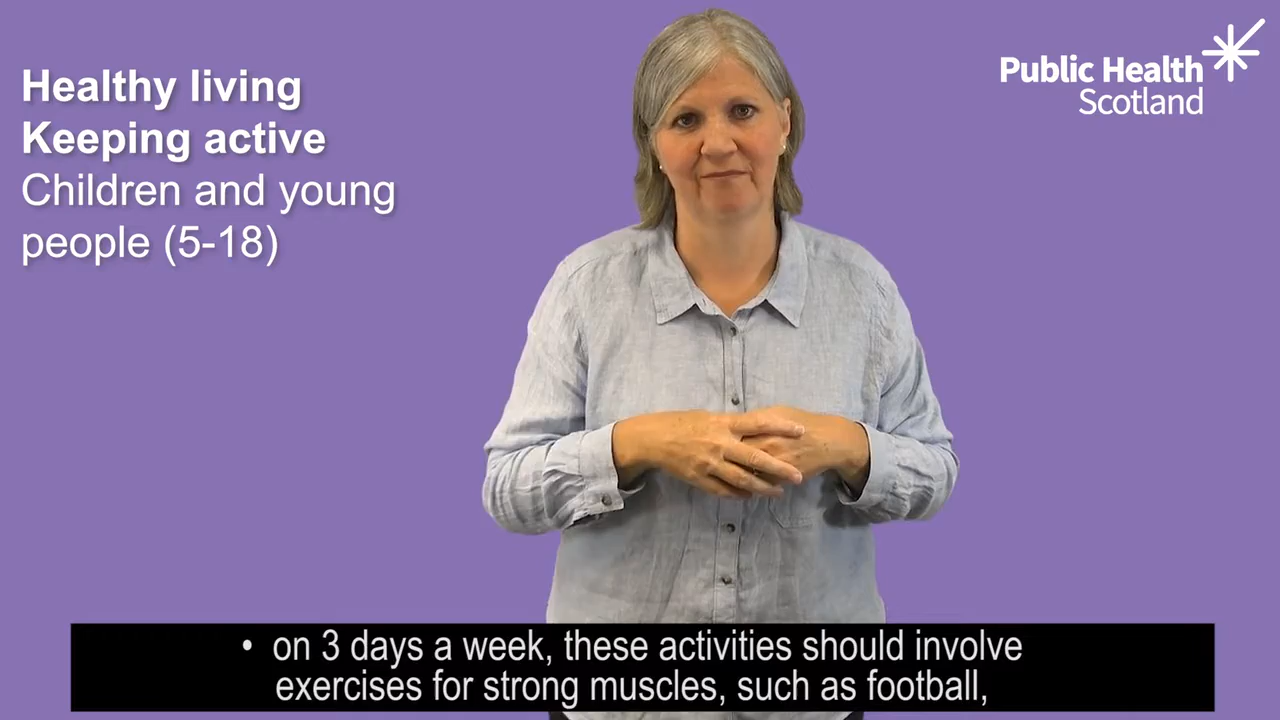 Healthy living
Keeping active
Children and young
people (5-18)
Public Health
Scotland
• on 3 days a week, these activities should involve
exercises for strong muscles, such as football,